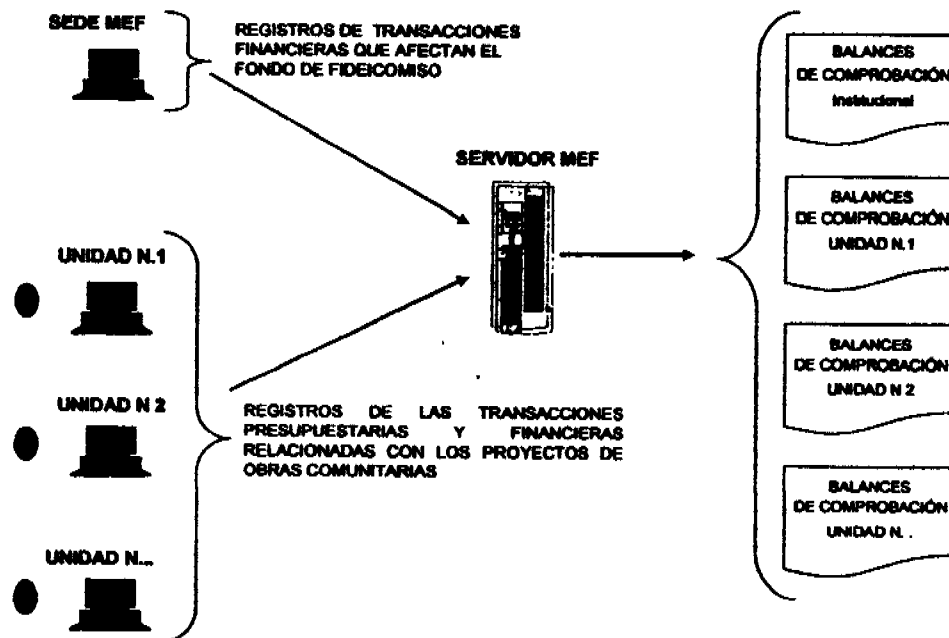 SEDE MEF
REGISTROS DE TRANSACCIONES
FINANCIERAS QUE AFECTAN EL
FONDO DE FIDEICOMISO
SERVIDOR MEF
UNIDAD N.1
UNIDAD N 2
UNIDAD N...
REGISTROS DE LAS TRANSACCIONES
PRESUPUESTARIAS Y FINANCIERAS
RELACIONADAS CON LOS PROYECTOS DE
OBRAS COMUNITARIAS
BALANCES
DE COMPROBACIÓN
Institucional
BALANCES
DE COMPROBACIÓN
UNIDAD N.1
BALANCES
DE COMPROBACIÓN
UNIDAD N 2
BALANCES
DE COMPROBACIÓN
UNIDAD N. .